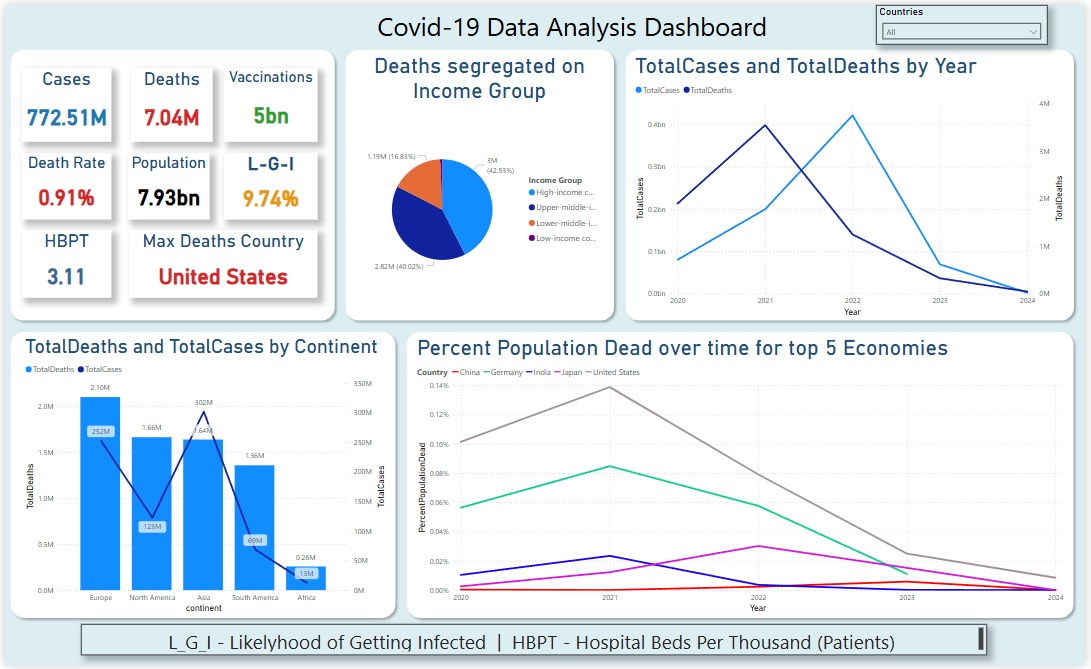 Covid-19 Data Analysis Dashboard
Countries
All
Cases
772.51M
Deaths
7.04M
Vaccinations
5bn
Death Rate
0.91%
Population
7.93bn
L-G-I
9.74%
HBPT
3.11
Max Deaths Country
United States
Deaths segregated on
Income Group
1.19M (16.83%)
3M
(42.53%)
2.82M (40.02%)
Income Group
High-income c...
Upper-middle-i...
Lower-middle-i...
Low-income co...
TotalCases and TotalDeaths by Year
TotalCases TotalDeaths
TotalCases
0.4bn
0.3bn
0.2bn
0.1bn
0.0bn
4M
3M
2M
1M
0M
TotalDeaths
2020 2021 2022 2023 2024
Year
TotalDeaths and TotalCases by Continent
TotalDeaths TotalCases
TotalDeaths
2.0M
1.5M
1.0M
0.5M
0.0M
2.10M
1.66M
1.64M
1.36M
0.26M
252M
123M
302M
69M
13M
350M
300M
250M
200M
150M
100M
50M
0M
TotalCases
Europe North America Asia South America Africa
continent
Percent Population Dead over time for top 5 Economies
Country China Germany India Japan United States
PercentPopulationDead
0.14%
0.12%
0.10%
0.08%
0.06%
0.04%
0.02%
0.00%
2020 2021 2022 2023 2024
Year
L_G_I - Likelyhood of Getting Infected | HBPT - Hospital Beds Per Thousand (Patients)